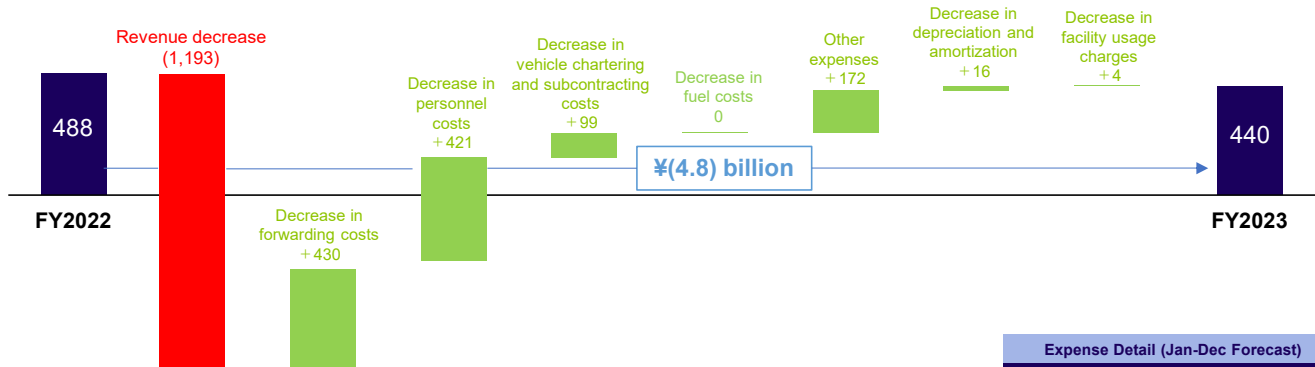 Revenue decrease
(1,193)
488
FY2022
Decrease in
forwarding costs
+430
Decrease in
personnel
costs
+421
Decrease in
vehicle chartering
and subcontracting
costs
+99
Decrease in
fuel costs
0
¥(4.8) billion
Other
expenses
+172
Decrease in
depreciation and
amortization
+16
Decrease in
facility usage
charges
+4
440
FY2023
Expense Detail (Jan-Dec Forecast)